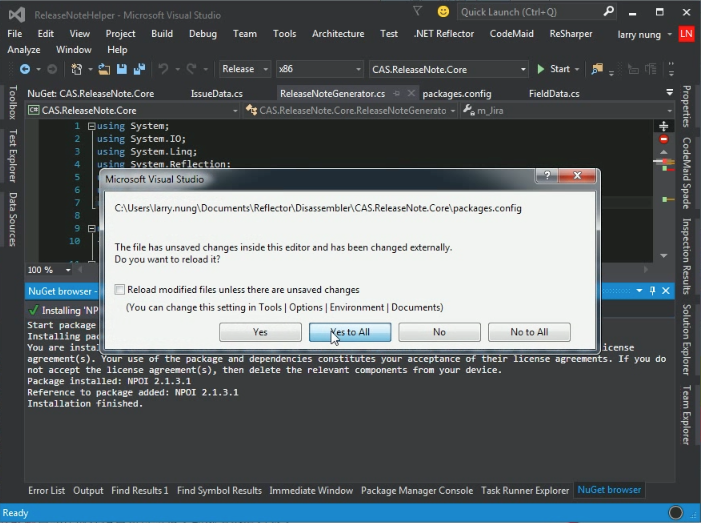 ReleaseNoteHelper - Microsoft Visual Studio
Quick Launch (Ctrl+Q)
File Edit View Project Build Debug Team Tools Architecture Test .NET Reflector CodeMaid ReSharper larry nung LN
Analyze Window Help
Release x86 CAS.ReleaseNote.Core Start
NuGet: CAS.ReleaseNote.Core IssueData.cs ReleaseNoteGenerator.cs packages.config FieldData.cs
CAS.ReleaseNote.Core CAS.ReleaseNote.Core.ReleaseNoteGenerato m_Jira
Toolbox
Test Explorer
Data Sources
1 using System;
2 using System.IO;
3 using System.Linq;
4 using System.Reflection;
5
6
7
8
9
10
Microsoft Visual Studio
C:\Users\larry.nung\Documents\Reflector\Disassembler\CAS.ReleaseNote.Core\packages.config
The file has unsaved changes inside this editor and has been changed externally.
Do you want to reload it?
Reload modified files unless there are unsaved changes
(You can change this setting in Tools | Options | Environment | Documents)
Yes Yes to All No No to All
100 %
NuGet browser -
Installing 'NP
Start package
Installing pac
You are instal license
agreement(s). Your use of the package and dependencies constitutes your acceptance of their license agreements. If you do
not accept the license agreement(s), then delete the relevant components from your device.
Package installed: NPOI 2.1.3.1
Reference to package added: NPOI 2.1.3.1
Installation finished.
Properties
CodeMaid Spade
Inspection Results
Solution Explorer
Team Explorer
Error List Output Find Results 1 Find Symbol Results Immediate Window Package Manager Console Task Runner Explorer NuGet browser
Ready